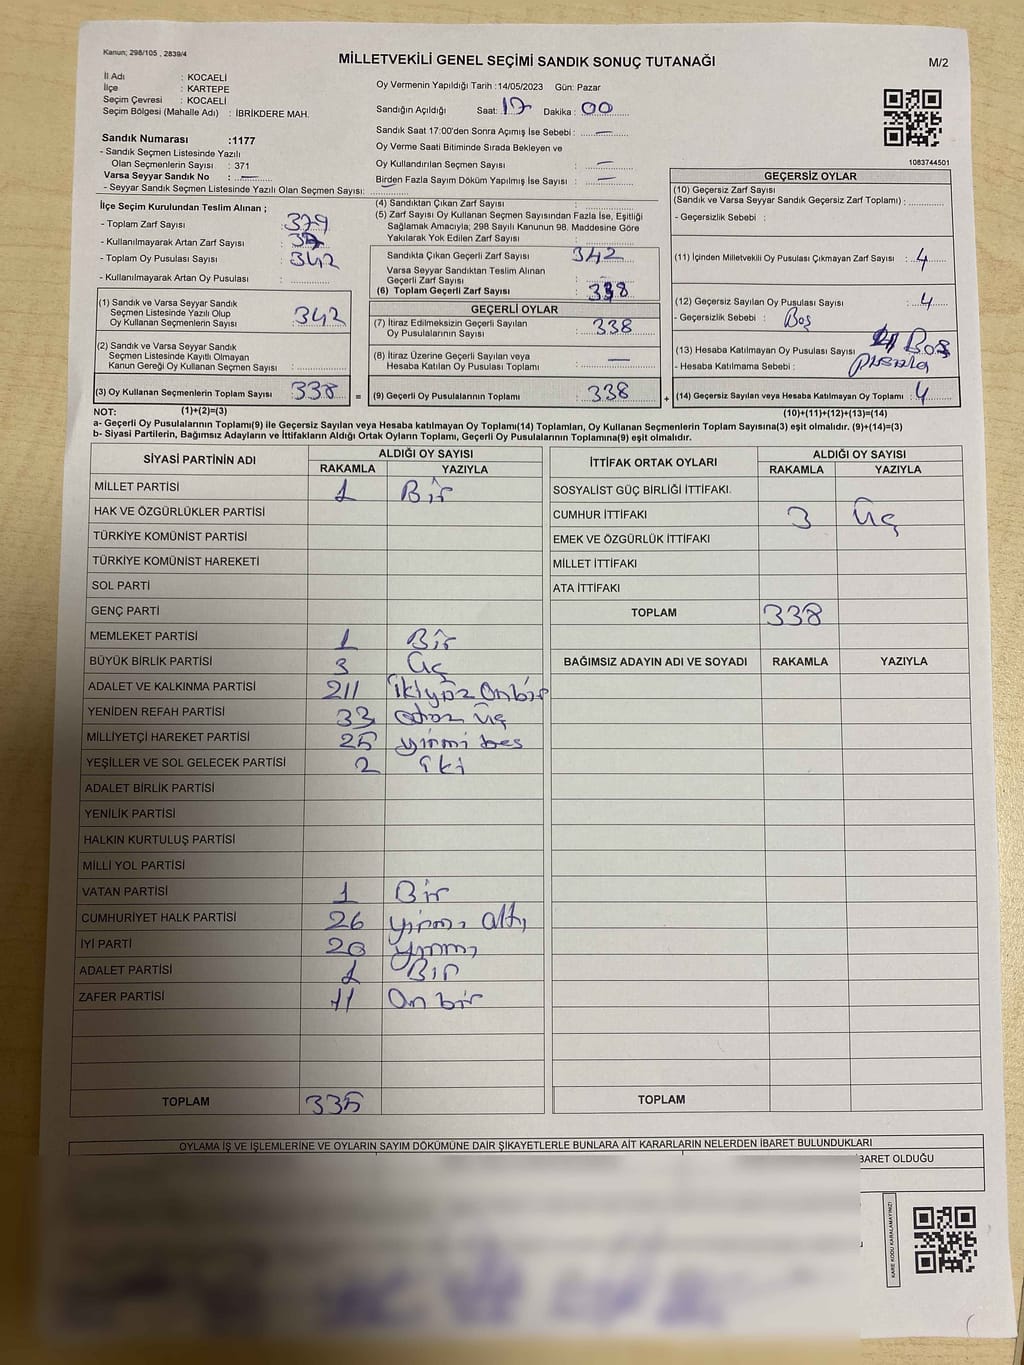 Kanun; 298/105 , 2839/4
MİLLETVEKİLİ GENEL SEÇİMİ SANDIK SONUÇ TUTANAĞI
M/2
İl Adı : KOCAELİ
İlçe : KARTEPE
Seçim Çevresi : KOCAELİ
Seçim Bölgesi (Mahalle Adı) : İBRİKDERE MAH.
Oy Vermenin Yapıldığı Tarih :14/05/2023 Gün: Pazar
Sandığın Açıldığı Saat: 17 Dakika : 00
Sandık Saat 17:00'den Sonra Açımış İse Sebebi : —
Oy Verme Saati Bitiminde Sırada Bekleyen ve
Oy Kullandırılan Seçmen Sayısı —
Birden Fazla Sayım Döküm Yapılmış İse Sayısı : —
1083744501
Sandık Numarası :1177
- Sandık Seçmen Listesinde Yazılı
Olan Seçmenlerin Sayısı : 371
Varsa Seyyar Sandık No : —
- Seyyar Sandık Seçmen Listesinde Yazılı Olan Seçmen Sayısı:
İlçe Seçim Kurulundan Teslim Alınan ;
- Toplam Zarf Sayısı : 379
- Kullanılmayarak Artan Zarf Sayısı :
- Toplam Oy Pusulası Sayısı : 342
- Kullanılmayarak Artan Oy Pusulası :
(1) Sandık ve Varsa Seyyar Sandık
Seçmen Listesinde Yazılı Olup
Oy Kullanan Seçmenlerin Sayısı : 342
(2) Sandık ve Varsa Seyyar Sandık
Seçmen Listesinde Kayıtlı Olmayan
Kanun Gereği Oy Kullanan Seçmen Sayısı :
(3) Oy Kullanan Seçmenlerin Toplam Sayısı : 338 =
(4) Sandıktan Çıkan Zarf Sayısı :
(5) Zarf Sayısı Oy Kullanan Seçmen Sayısından Fazla İse, Eşitliği
Sağlamak Amacıyla; 298 Sayılı Kanunun 98. Maddesine Göre
Yakılarak Yok Edilen Zarf Sayısı :
Sandıkta Çıkan Geçerli Zarf Sayısı : 342
Varsa Seyyar Sandıktan Teslim Alınan
Geçerli Zarf Sayısı :
(6) Toplam Geçerli Zarf Sayısı : 338
GEÇERLİ OYLAR
(7) İtiraz Edilmeksizin Geçerli Sayılan
Oy Pusulalarının Sayısı : 338
(8) İtiraz Üzerine Geçerli Sayılan veya
Hesaba Katılan Oy Pusulaları Toplamı : —
(9) Geçerli Oy Pusulalarının Toplamı : 338 +
GEÇERSİZ OYLAR
(10) Geçersiz Zarf Sayısı
(Sandık ve Varsa Seyyar Sandık Geçersiz Zarf Toplamı) :
- Geçersizlik Sebebi :
(11) İçinden Milletvekili Oy Pusulası Çıkmayan Zarf Sayısı : 4
(12) Geçersiz Sayılan Oy Pusulası Sayısı : 4
- Geçersizlik Sebebi : Boş
(13) Hesaba Katılmayan Oy Pusulası Sayısı : Boş
- Hesaba Katılmama Sebebi :
(14) Geçersiz Sayılan veya Hesaba Katılmayan Oy Toplamı : 4
NOT: (1)+(2)=(3) (10)+(11)+(12)+(13)=(14)
a- Geçerli Oy Pusulalarının Toplamı(9) ile Geçersiz Sayılan veya Hesaba Katılmayan Oy Toplamı(14) Toplamları, Oy Kullanan Seçmenlerin Toplam Sayısına(3) eşit olmalıdır. (9)+(14)=(3)
b- Siyasi Partilerin, Bağımsız Adayların ve İttifakların Aldığı Ortak Oyların Toplamı, Geçerli Oy Pusulalarının Toplamına(9) eşit olmalıdır.
SİYASİ PARTİNİN ADI ALDIĞI OY SAYISI
RAKAMLA YAZIYLA
MİLLET PARTİSİ 1 Bir
HAK VE ÖZGÜRLÜKLER PARTİSİ
TÜRKİYE KOMÜNİST PARTİSİ
TÜRKİYE KOMÜNİST HAREKETİ
SOL PARTİ
GENÇ PARTİ
MEMLEKET PARTİSİ 1 Bir
BÜYÜK BİRLİK PARTİSİ 3 Üç
ADALET VE KALKINMA PARTİSİ 211 ikiyüz onbir
YENİDEN REFAH PARTİSİ 33 otuz üç
MİLLİYETÇİ HAREKET PARTİSİ 25 yirmi beş
YEŞİLLER VE SOL GELECEK PARTİSİ 2 iki
ADALET BİRLİK PARTİSİ
YENİLİK PARTİSİ
HALKIN KURTULUŞ PARTİSİ
MİLLİ YOL PARTİSİ
VATAN PARTİSİ 1 Bir
CUMHURİYET HALK PARTİSİ 26 yirmi altı
İYİ PARTİ 20 yirmi
ADALET PARTİSİ 1 Bir
ZAFER PARTİSİ 11 On bir
TOPLAM 335
İTTİFAK ORTAK OYLARI ALDIĞI OY SAYISI
RAKAMLA YAZIYLA
SOSYALİST GÜÇ BİRLİĞİ İTTİFAKI.
CUMHUR İTTİFAKI 3 Üç
EMEK VE ÖZGÜRLÜK İTTİFAKI
MİLLET İTTİFAKI
ATA İTTİFAKI
TOPLAM 338
BAĞIMSIZ ADAYIN ADI VE SOYADI RAKAMLA YAZIYLA
TOPLAM
OYLAMA İŞ VE İŞLEMLERİNE VE OYLARIN SAYIM DÖKÜMÜNE DAİR ŞİKAYETLERLE BUNLARA AİT KARARLARIN NELERDEN İBARET BULUNDUKLARI
İBARET OLDUĞU
KARE KODU KARALAMAYINIZ!